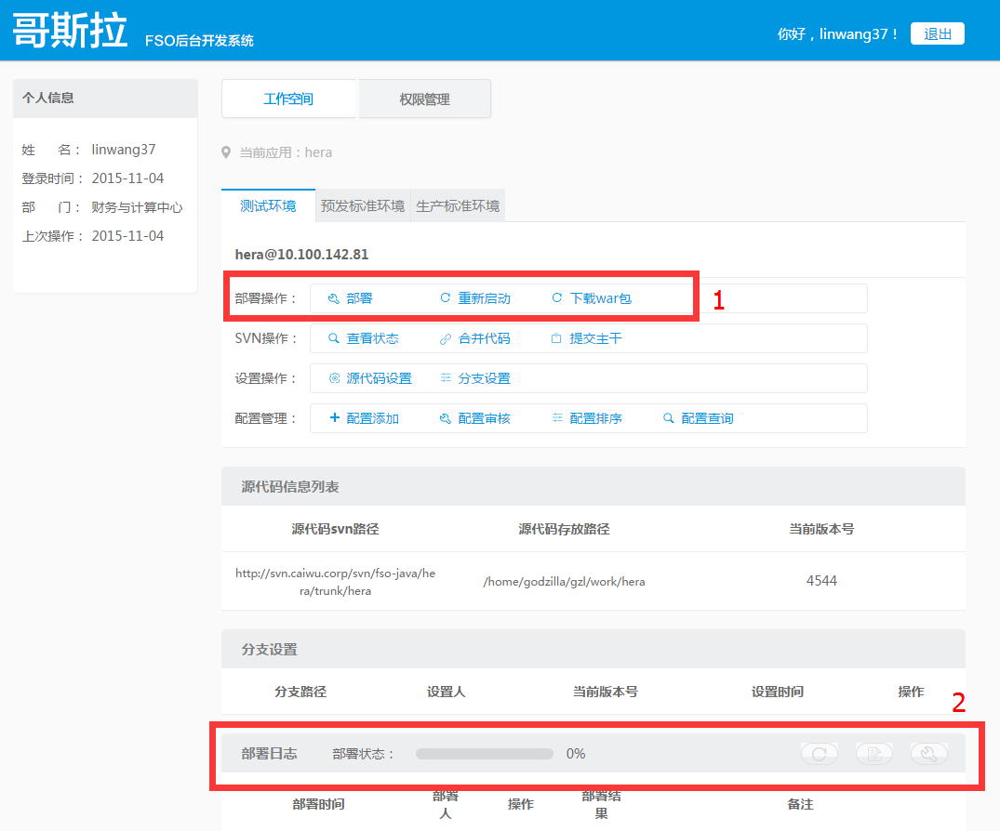 哥斯拉 FSO后台开发系统 你好，linwang37！ 退出
个人信息
姓 名： linwang37
登录时间： 2015-11-04
部 门： 财务与计算中心
上次操作： 2015-11-04
工作空间 权限管理
当前应用：hera
测试环境 预发标准环境 生产标准环境
hera@10.100.142.81
部署操作： 部署 重新启动 下载war包 1
SVN操作： 查看状态 合并代码 提交主干
设置操作： 源代码设置 分支设置
配置管理： 配置添加 配置审核 配置排序 配置查询
源代码信息列表
源代码svn路径 源代码存放路径 当前版本号
http://svn.caiwu.corp/svn/fso-java/he
ra/trunk/hera /home/godzilla/gzl/work/hera 4544
分支设置
分支路径 设置人 当前版本号 设置时间 操作
2
部署日志 部署状态： 0%
部署时间 部署
人 操作 部署结
果 备注